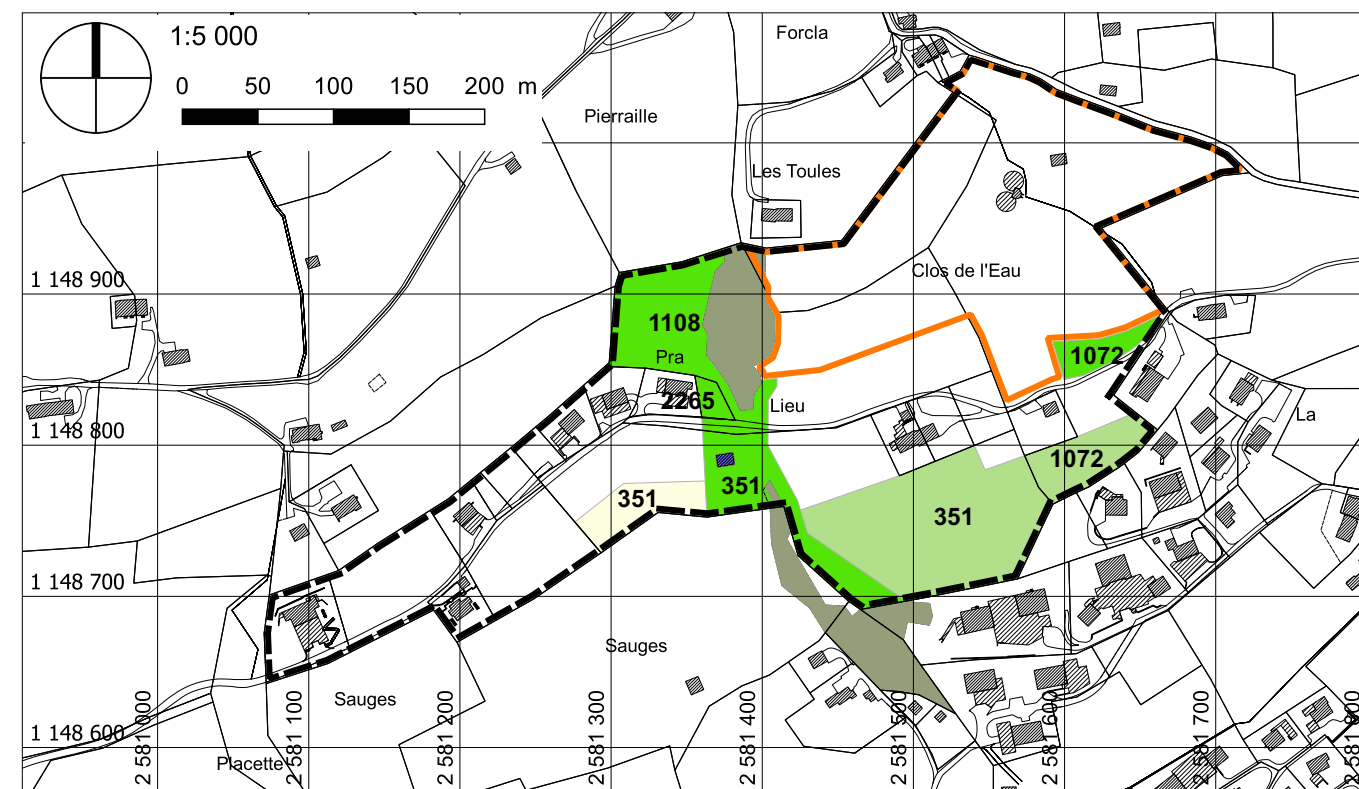 1:5 000
0 50 100 150 200 m
Forcla
Pierraille
Les Toules
Clos de l'Eau
1 148 900
1108
Pra
1072
2265
Lieu
La
1 148 800
1072
351
351
351
1 148 700
Sauges
Sauges
1 148 600
Placette
2 581 000
2 581 100
2 581 200
2 581 300
2 581 400
2 581 500
2 581 600
2 581 700
2 581 800